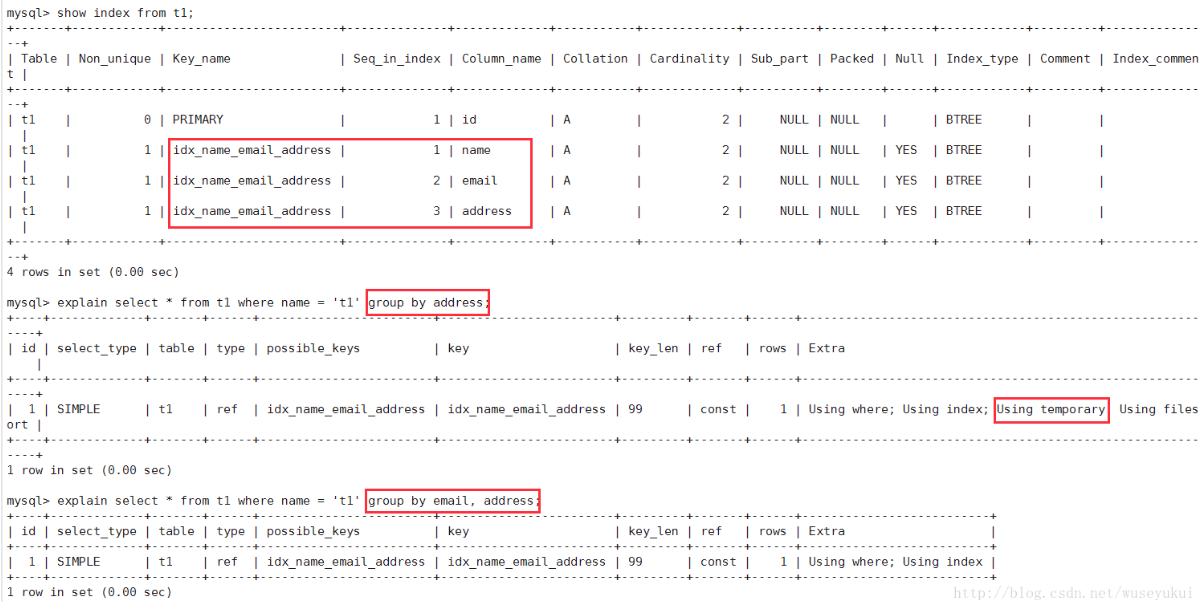 mysql> show index from t1;
+-------+------------+------------------------+--------------+-------------+-----------+-------------+----------+--------+------+------------+---------+-------------
--+
| Table | Non_unique | Key_name | Seq_in_index | Column_name | Collation | Cardinality | Sub_part | Packed | Null | Index_type | Comment | Index_commen
t |
+-------+------------+------------------------+--------------+-------------+-----------+-------------+----------+--------+------+------------+---------+-------------
--+
| t1 | 0 | PRIMARY | 1 | id | A | 2 | NULL | NULL | | BTREE | |
|
| t1 | 1 | idx_name_email_address | 1 | name | A | 2 | NULL | NULL | YES | BTREE | |
|
| t1 | 1 | idx_name_email_address | 2 | email | A | 2 | NULL | NULL | YES | BTREE | |
|
| t1 | 1 | idx_name_email_address | 3 | address | A | 2 | NULL | NULL | YES | BTREE | |
|
+-------+------------+------------------------+--------------+-------------+-----------+-------------+----------+--------+------+------------+---------+-------------
--+
4 rows in set (0.00 sec)
mysql> explain select * from t1 where name = 't1' group by address;
+----+-------------+-------+------+------------------------+------------------------+---------+-------+------+-----------------------------------------------------
----+
| id | select_type | table | type | possible_keys | key | key_len | ref | rows | Extra
|
+----+-------------+-------+------+------------------------+------------------------+---------+-------+------+-----------------------------------------------------
----+
| 1 | SIMPLE | t1 | ref | idx_name_email_address | idx_name_email_address | 99 | const | 1 | Using where; Using index; Using temporary Using files
ort |
+----+-------------+-------+------+------------------------+------------------------+---------+-------+------+-----------------------------------------------------
----+
1 row in set (0.00 sec)
mysql> explain select * from t1 where name = 't1' group by email, address;
+----+-------------+-------+------+------------------------+------------------------+---------+-------+------+--------------------------+
| id | select_type | table | type | possible_keys | key | key_len | ref | rows | Extra |
+----+-------------+-------+------+------------------------+------------------------+---------+-------+------+--------------------------+
| 1 | SIMPLE | t1 | ref | idx_name_email_address | idx_name_email_address | 99 | const | 1 | Using where; Using index |
+----+-------------+-------+------+------------------------+------------------------+---------+-------+------+--------------------------+
1 row in set (0.00 sec)
http://blog.csdn.net/wuseyukui